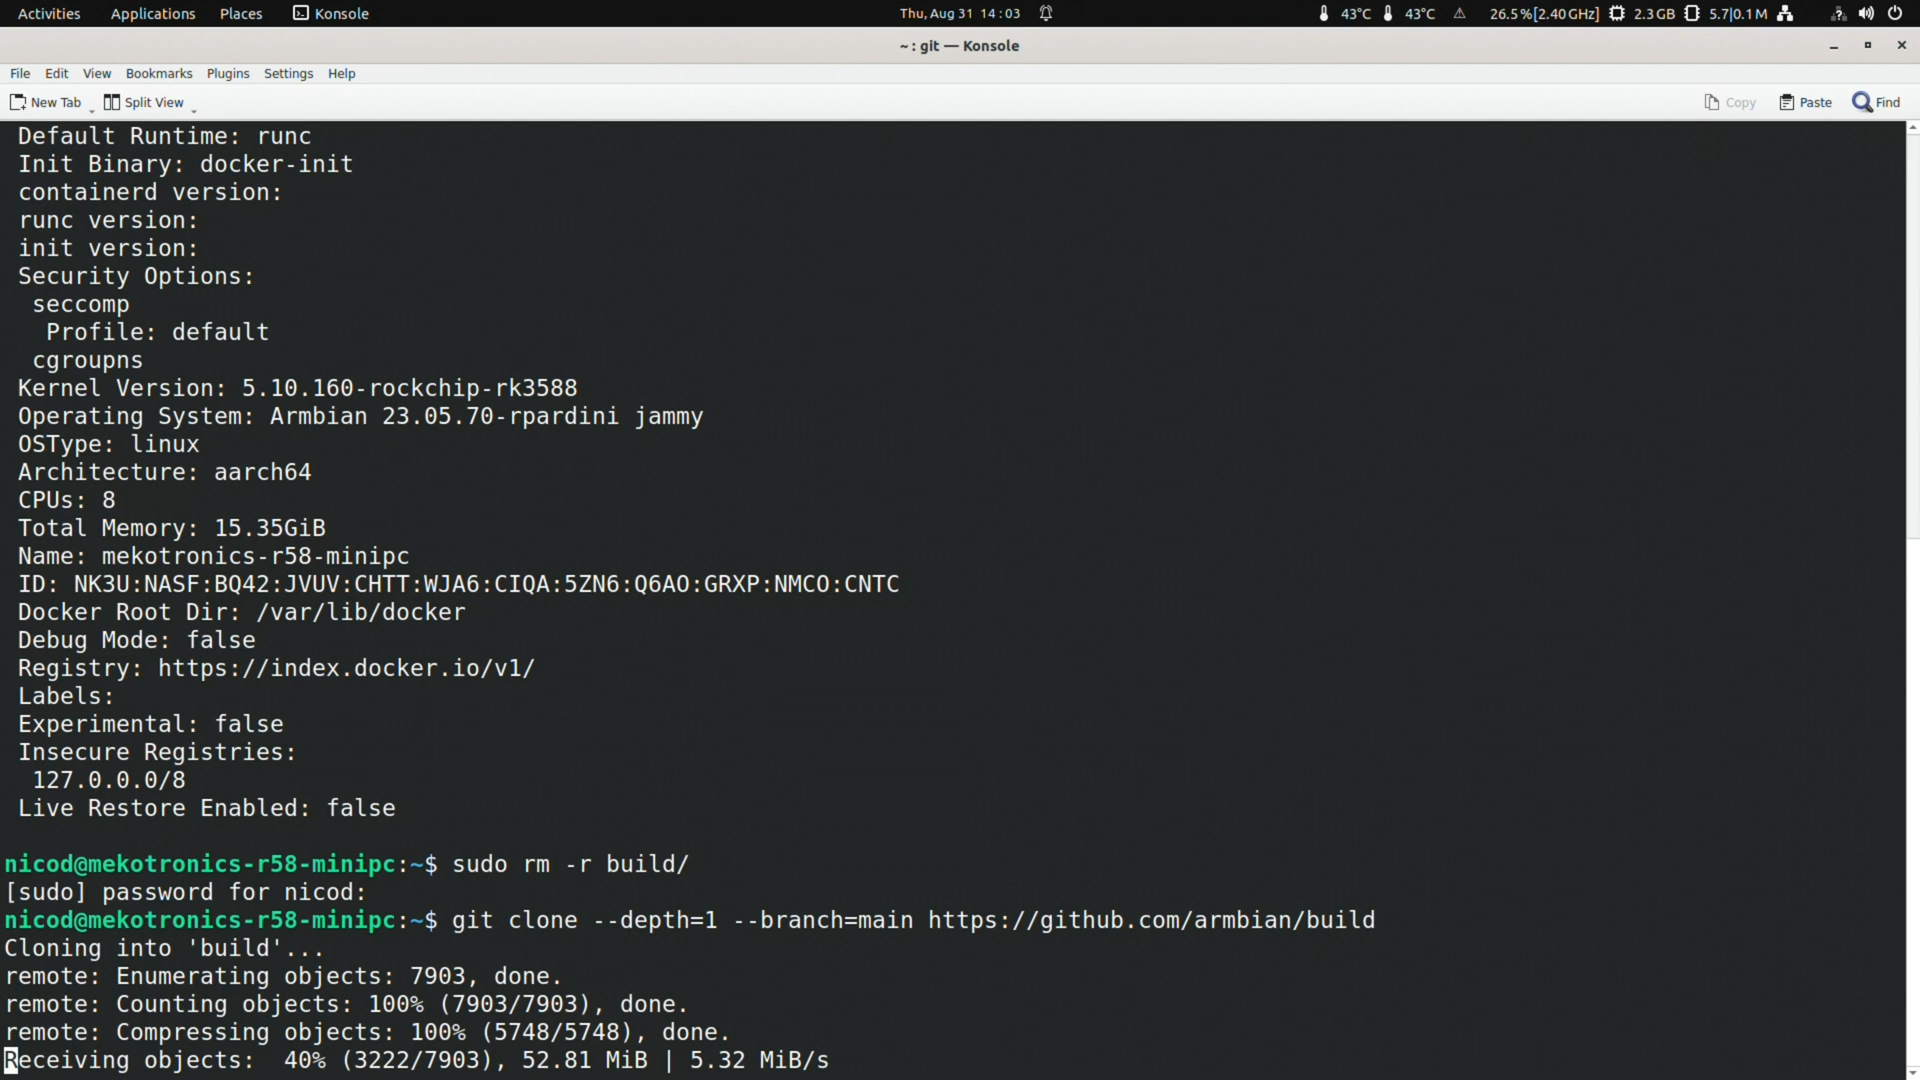 Activities Applications Places Konsole Thu, Aug 31 14:03 43°C 43°C 26.5%[2.40 GHz] 2.3 GB 5.7|0.1 M
~ : git — Konsole
File Edit View Bookmarks Plugins Settings Help
New Tab Split View Copy Paste Find
Default Runtime: runc
Init Binary: docker-init
containerd version:
runc version:
init version:
Security Options:
seccomp
Profile: default
cgroupns
Kernel Version: 5.10.160-rockchip-rk3588
Operating System: Armbian 23.05.70-rpardini jammy
OSType: linux
Architecture: aarch64
CPUs: 8
Total Memory: 15.35GiB
Name: mekotronics-r58-minipc
ID: NK3U:NASF:BQ42:JVUV:CHTT:WJA6:CIQA:5ZN6:Q6AO:GRXP:NMCO:CNTC
Docker Root Dir: /var/lib/docker
Debug Mode: false
Registry: https://index.docker.io/v1/
Labels:
Experimental: false
Insecure Registries:
127.0.0.0/8
Live Restore Enabled: false
nicod@mekotronics-r58-minipc:~$ sudo rm -r build/
[sudo] password for nicod:
nicod@mekotronics-r58-minipc:~$ git clone --depth=1 --branch=main https://github.com/armbian/build
Cloning into 'build'...
remote: Enumerating objects: 7903, done.
remote: Counting objects: 100% (7903/7903), done.
remote: Compressing objects: 100% (5748/5748), done.
Receiving objects:  40% (3222/7903), 52.81 MiB | 5.32 MiB/s